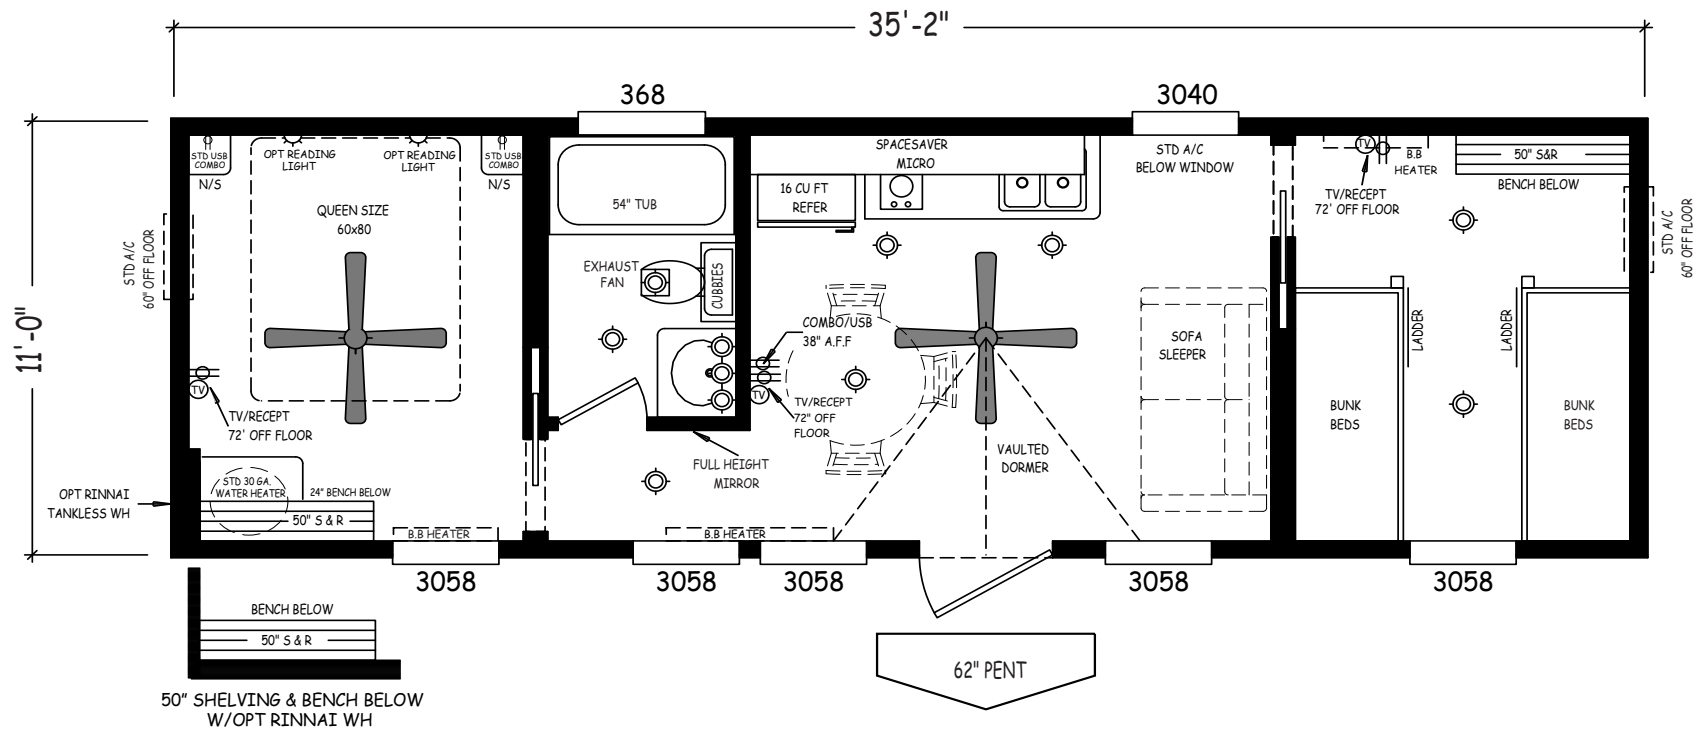 35'-2"
368
3040
STD USB
COMBO
N/S
OPT READING
LIGHT
OPT READING
LIGHT
STD USB
COMBO
N/S
QUEEN SIZE
60x80
54" TUB
SPACESAVER
MICRO
16 CU FT
REFER
STD A/C
BELOW WINDOW
TV
B.B
HEATER
TV/RECEPT
72' OFF FLOOR
50" S&R
BENCH BELOW
STD A/C
60" OFF FLOOR
STD A/C
60" OFF FLOOR
11'-0"
EXHAUST
FAN
CUBBIES
COMBO/USB
38" A.F.F
TV
TV/RECEPT
72" OFF
FLOOR
SOFA
SLEEPER
LADDER
LADDER
BUNK
BEDS
BUNK
BEDS
TV
TV/RECEPT
72' OFF FLOOR
VAULTED
DORMER
FULL HEIGHT
MIRROR
OPT RINNAI
TANKLESS WH
STD 30 GA.
WATER HEATER
24" BENCH BELOW
50" S & R
B.B HEATER
B.B HEATER
3058
3058
3058
3058
3058
BENCH BELOW
50" S & R
50" SHELVING & BENCH BELOW
W/OPT RINNAI WH
62" PENT